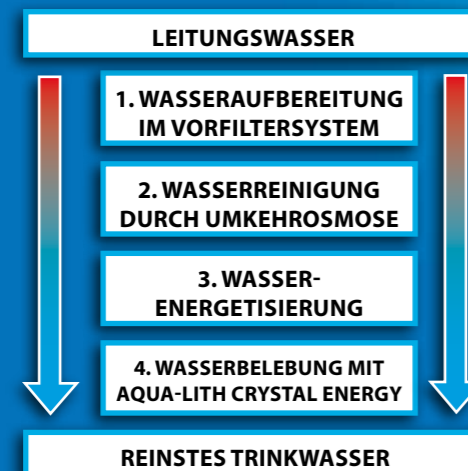 LEITUNGSWASSER
1. WASSERAUFBEREITUNG
IM VORFILTERSYSTEM
2. WASSERREINIGUNG
DURCH UMKEHROSMOSE
3. WASSER-
ENERGETISIERUNG
4. WASSERBELEBUNG MIT
AQUA-LITH CRYSTAL ENERGY
REINSTES TRINKWASSER